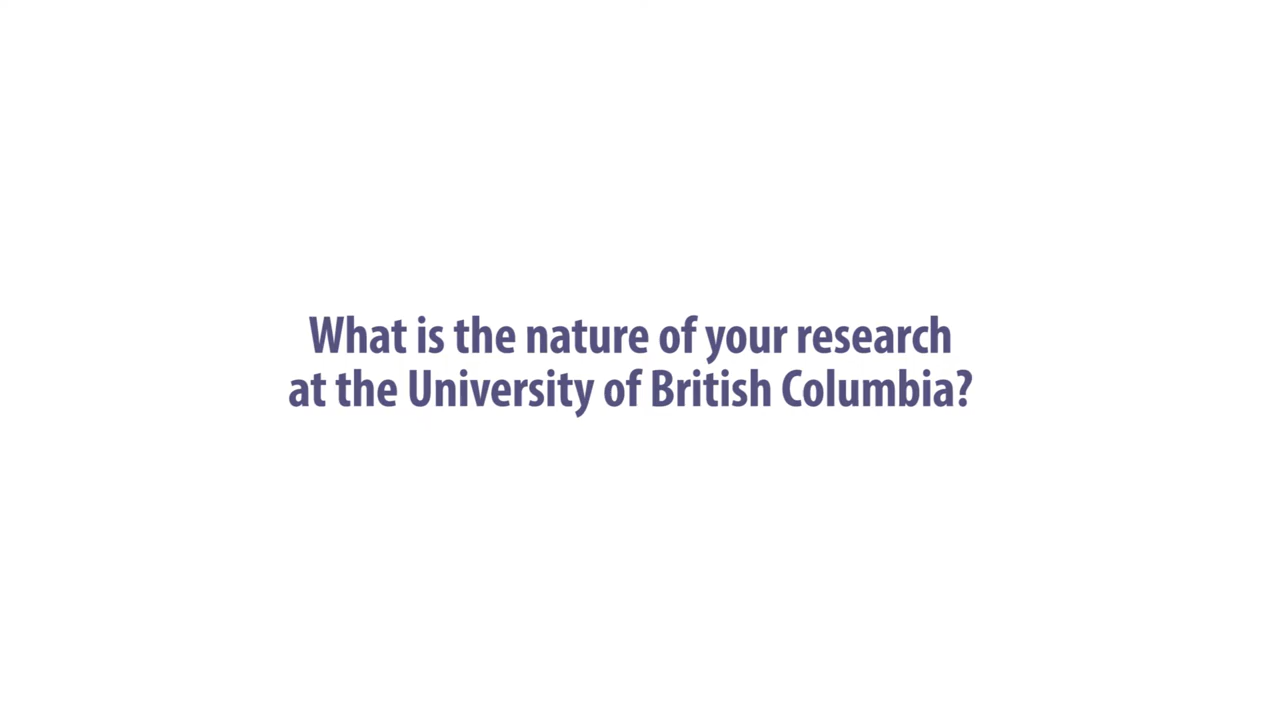 What is the nature of your research
at the University of British Columbia?